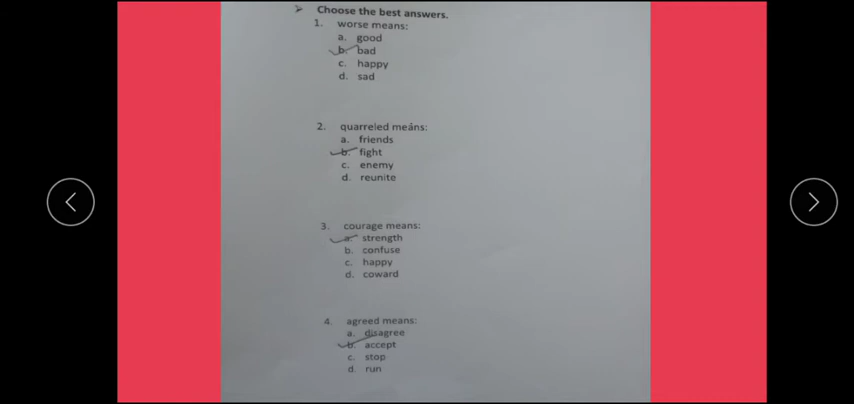 ➢ Choose the best answers.
1. worse means:
a. good
b. bad
c. happy
d. sad
2. quarreled means:
a. friends
b. fight
c. enemy
d. reunite
3. courage means:
a. strength
b. confuse
c. happy
d. coward
4. agreed means:
a. disagree
b. accept
c. stop
d. run